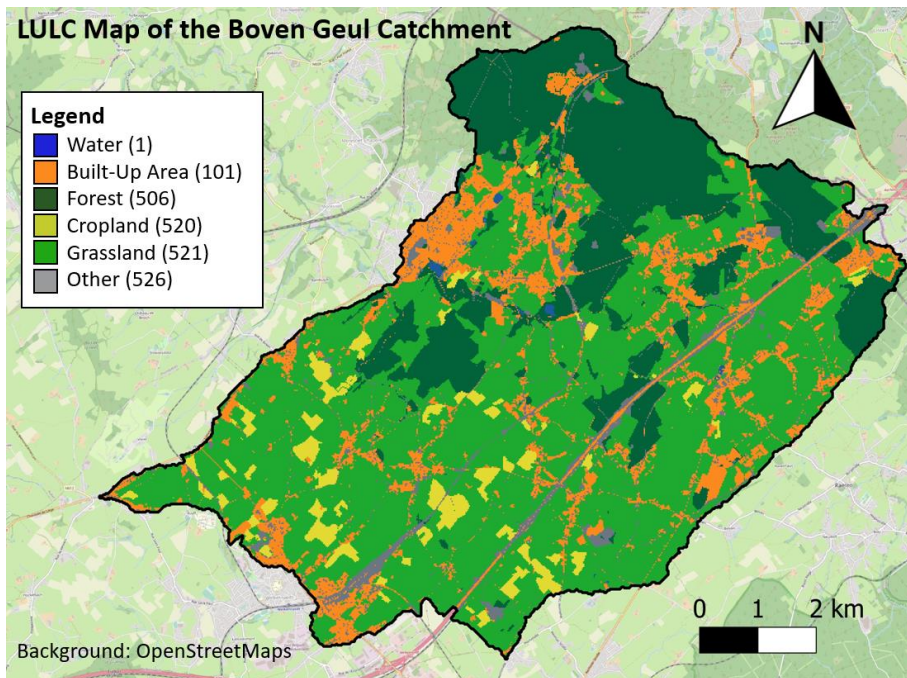 LULC Map of the Boven Geul Catchment
N
Legend
Water (1)
Built-Up Area (101)
Forest (506)
Cropland (520)
Grassland (521)
Other (526)
0 1 2 km
Background: OpenStreetMaps